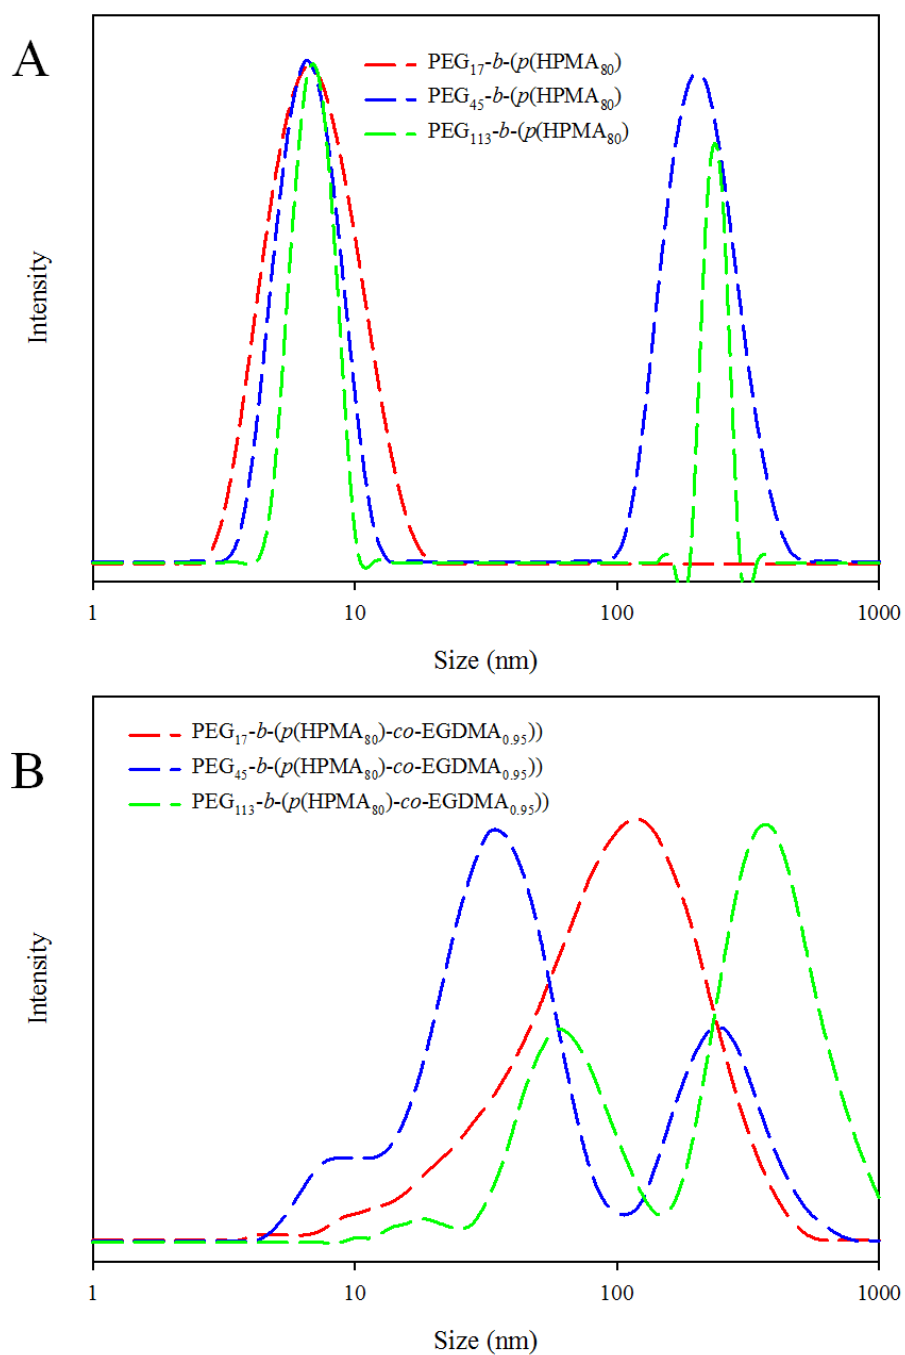 A
PEG₁₇-b-(p(HPMA₈₀)
PEG₄₅-b-(p(HPMA₈₀)
PEG₁₁₃-b-(p(HPMA₈₀)
Intensity
1 10 100 1000
Size (nm)
B
PEG₁₇-b-(p(HPMA₈₀)-co-EGDMA₀.₉₅))
PEG₄₅-b-(p(HPMA₈₀)-co-EGDMA₀.₉₅))
PEG₁₁₃-b-(p(HPMA₈₀)-co-EGDMA₀.₉₅))
Intensity
1 10 100 1000
Size (nm)